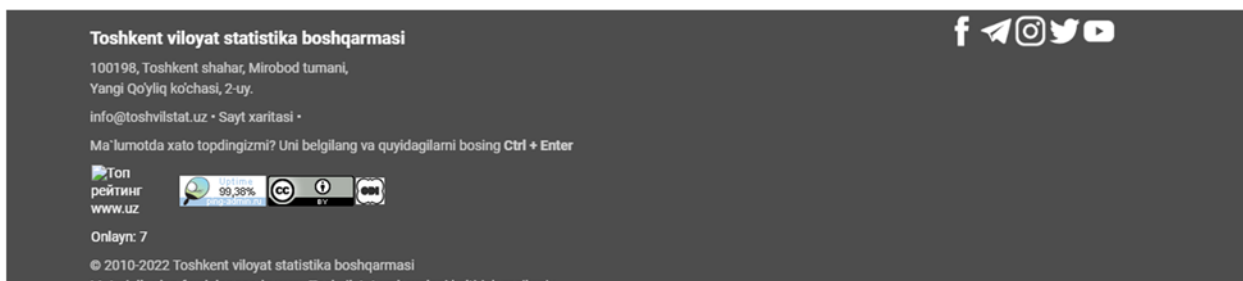 Toshkent viloyat statistika boshqarmasi
100198, Toshkent shahar, Mirobod tumani,
Yangi Qo'yliq ko'chasi, 2-uy.
info@toshvilstat.uz • Sayt xaritasi •
Ma`lumotda xato topdingizmi? Uni belgilang va quyidagilarni bosing Ctrl + Enter
Топ
рейтинг
www.uz
Uptime
99,38%
ping-admin.ru
cc
BY
ODI
Onlayn: 7
© 2010-2022 Toshkent viloyat statistika boshqarmasi